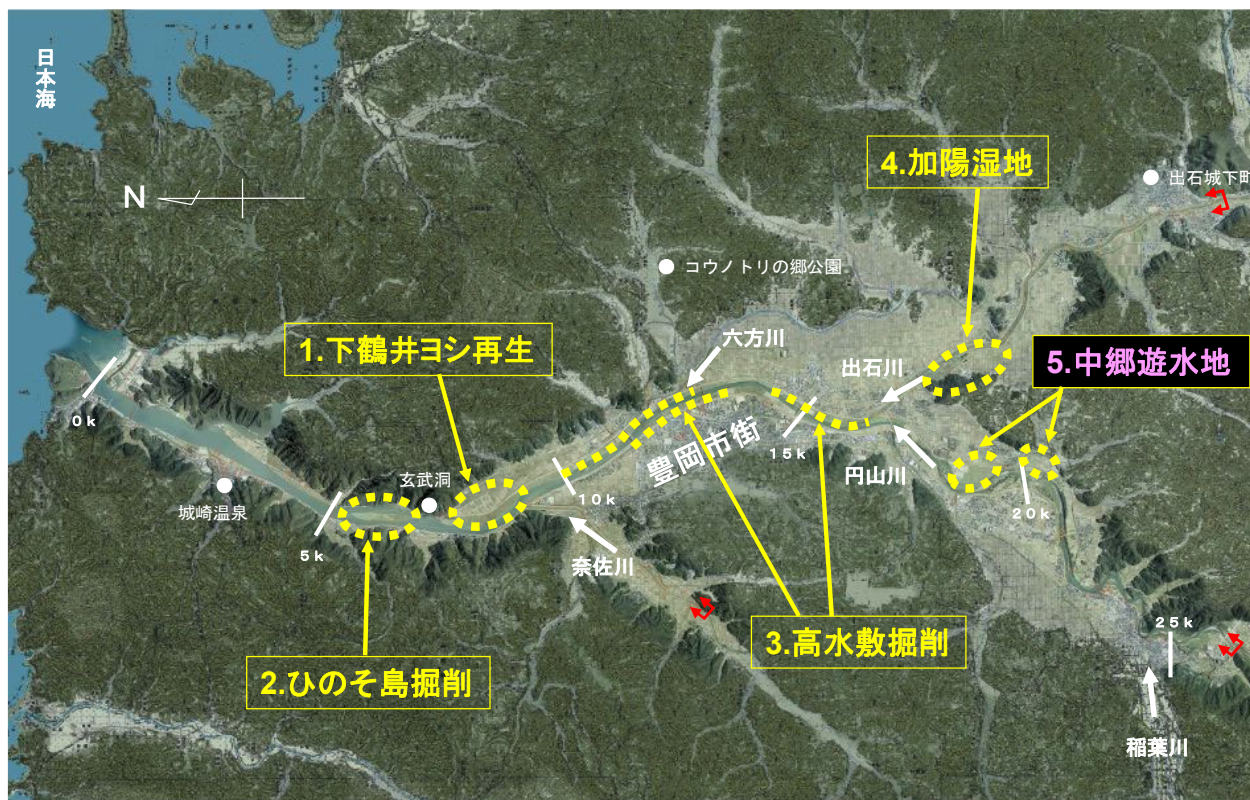 日本海
N
4.加陽湿地
出石城下町
コウノトリの郷公園
1.下鶴井ヨシ再生
六方川
出石川
5.中郷遊水地
0k
豊岡市街
15k
円山川
玄武洞
10k
20k
城崎温泉
5k
奈佐川
25k
3.高水敷掘削
2.ひのそ島掘削
稲葉川